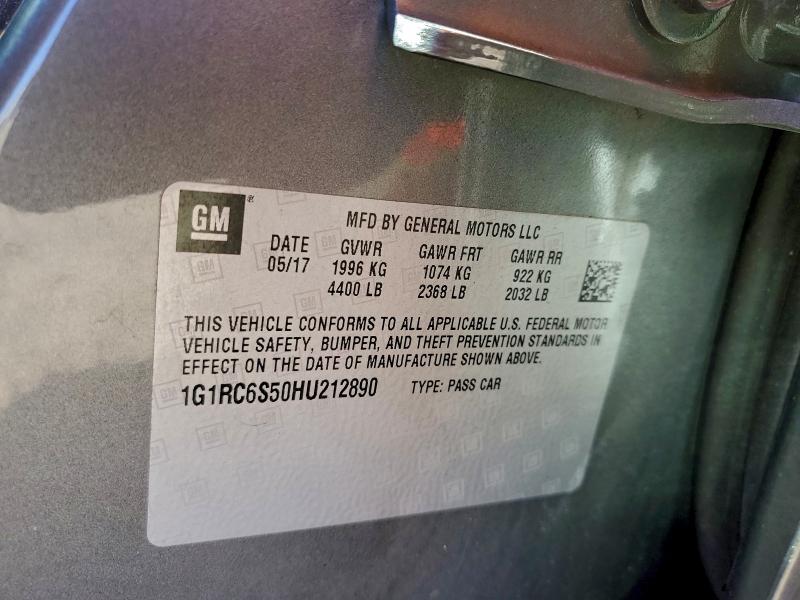 GM®
MFD BY GENERAL MOTORS LLC
DATE GVWR GAWR FRT GAWR RR
05/17 1996 KG 1074 KG 922 KG
4400 LB 2368 LB 2032 LB
THIS VEHICLE CONFORMS TO ALL APPLICABLE U.S. FEDERAL MOTOR
VEHICLE SAFETY, BUMPER, AND THEFT PREVENTION STANDARDS IN
EFFECT ON THE DATE OF MANUFACTURE SHOWN ABOVE.
1G1RC6S50HU212890 TYPE: PASS CAR